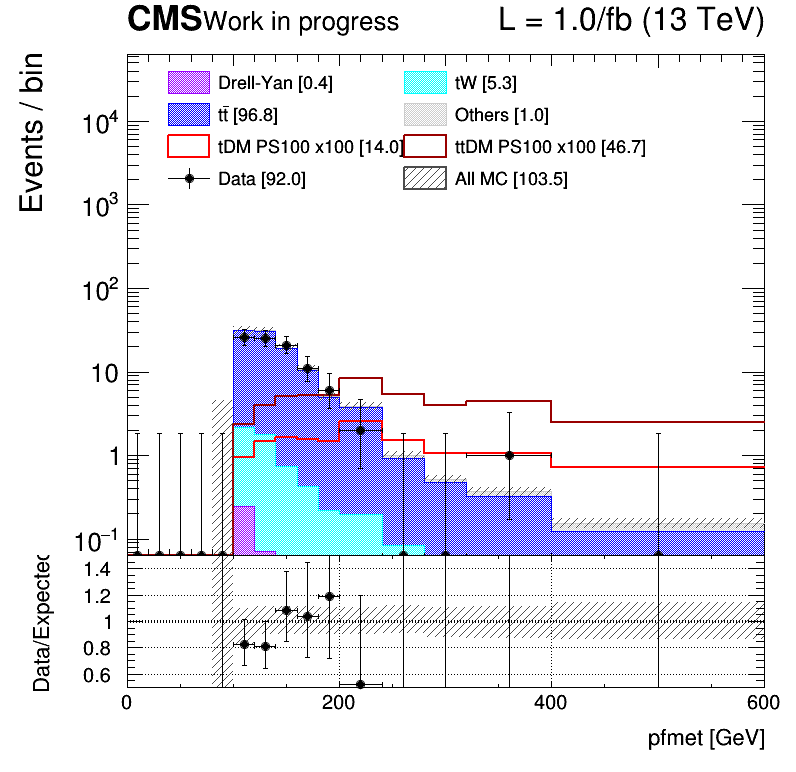 CMS Work in progress L = 1.0/fb (13 TeV)
Events / bin
Drell-Yan [0.4] tW [5.3]
tt̄ [96.8] Others [1.0]
tDM PS100 x100 [14.0] ttDM PS100 x100 [46.7]
Data [92.0] All MC [103.5]
10⁴
10³
10²
10
1
10⁻¹
Data/Expected
1.4
1.2
1
0.8
0.6
0 200 400 600
pfmet [GeV]